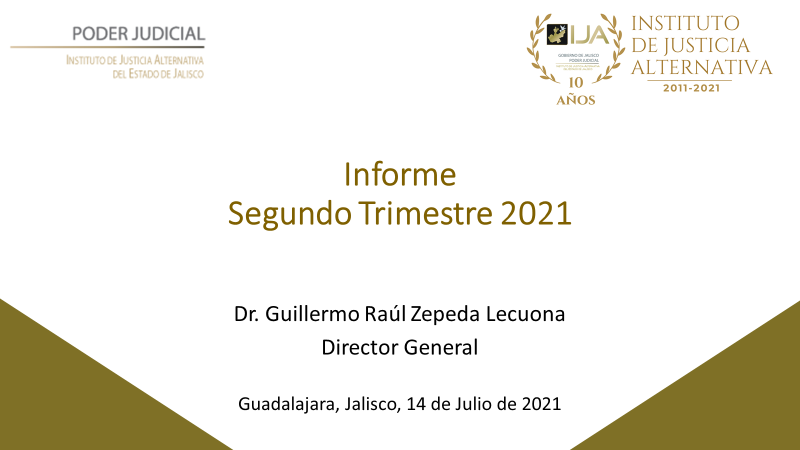 PODER JUDICIAL
INSTITUTO DE JUSTICIA ALTERNATIVA
DEL ESTADO DE JALISCO
IJA
GOBIERNO DE JALISCO
PODER JUDICIAL
10
AÑOS
INSTITUTO
DE JUSTICIA
ALTERNATIVA
2011-2021
Informe
Segundo Trimestre 2021
Dr. Guillermo Raúl Zepeda Lecuona
Director General
Guadalajara, Jalisco, 14 de Julio de 2021